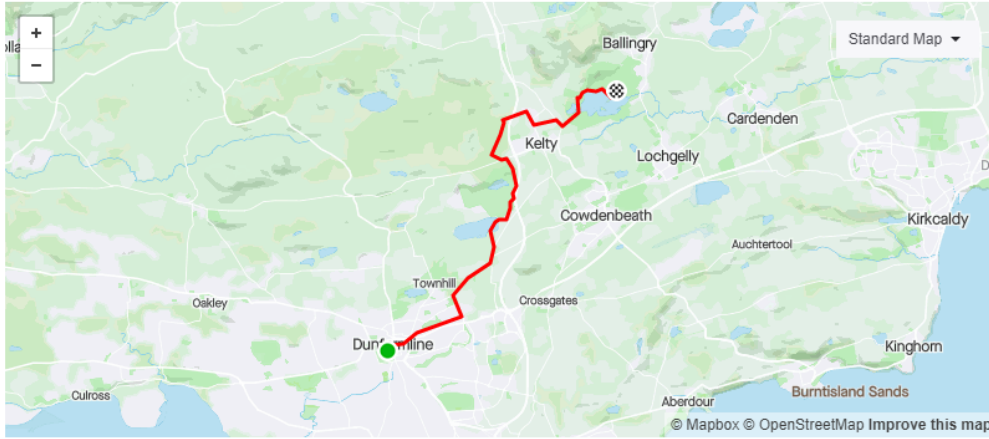 +
−
Standard Map
Ballingry
Cardenden
Kelty
Lochgelly
Cowdenbeath
Kirkcaldy
Auchtertool
Townhill
Oakley
Crossgates
Kinghorn
Burntisland Sands
Culross
Aberdour
© Mapbox © OpenStreetMap Improve this map